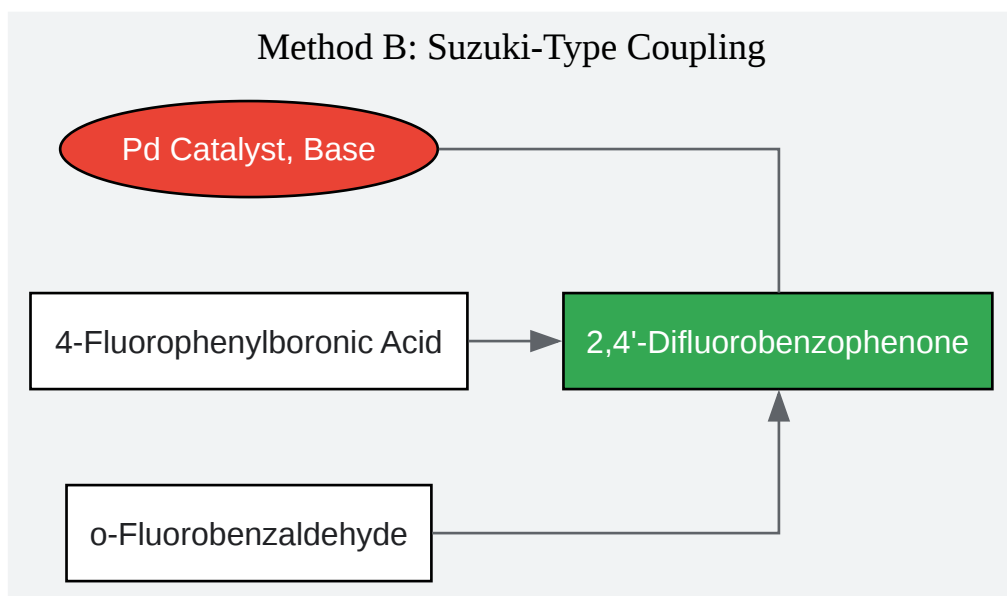 Method B: Suzuki-Type Coupling
Pd Catalyst, Base
4-Fluorophenylboronic Acid
2,4'-Difluorobenzophenone
o-Fluorobenzaldehyde